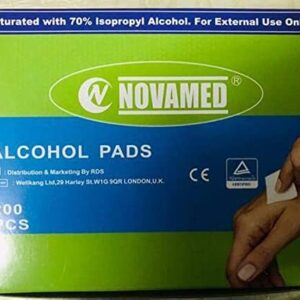 turated with 70% Isopropyl Alcohol. For External Use On
NOVAMED®
ALCOHOL PADS
: Distribution & Marketing By RDS
: Wellkang Ltd,29 Harley St,W1G 9QR LONDON,U.K.
CE
00
PCS